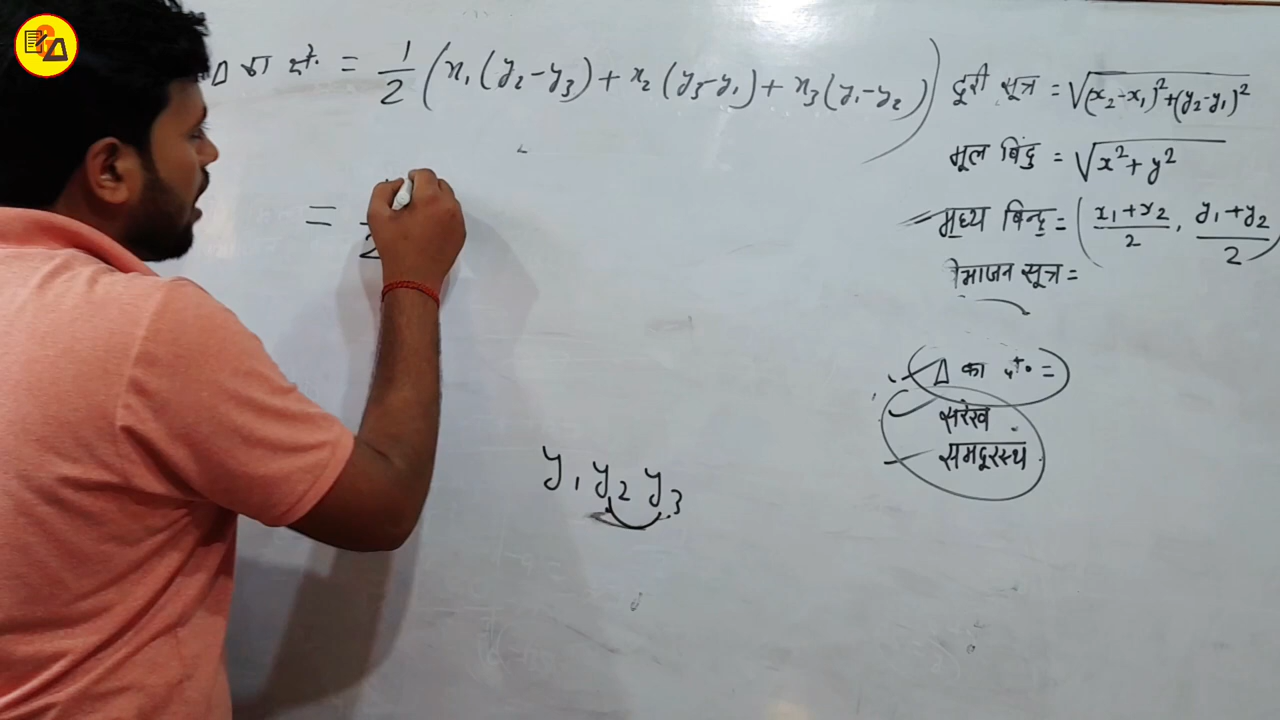 Δ का क्षे. = 1/2 (x₁(y₂-y₃)+x₂(y₃-y₁)+x₃(y₁-y₂))
= 2
y₁ y₂ y₃
दूरी सूत्र = √(x₂-x₁)²+(y₂-y₁)²
मूल बिंदु = √x²+y²
मध्य बिन्दु = (x₁+x₂/2, y₁+y₂/2)
सूत्र =
Δ का =
सरेख
समदूरस्थ